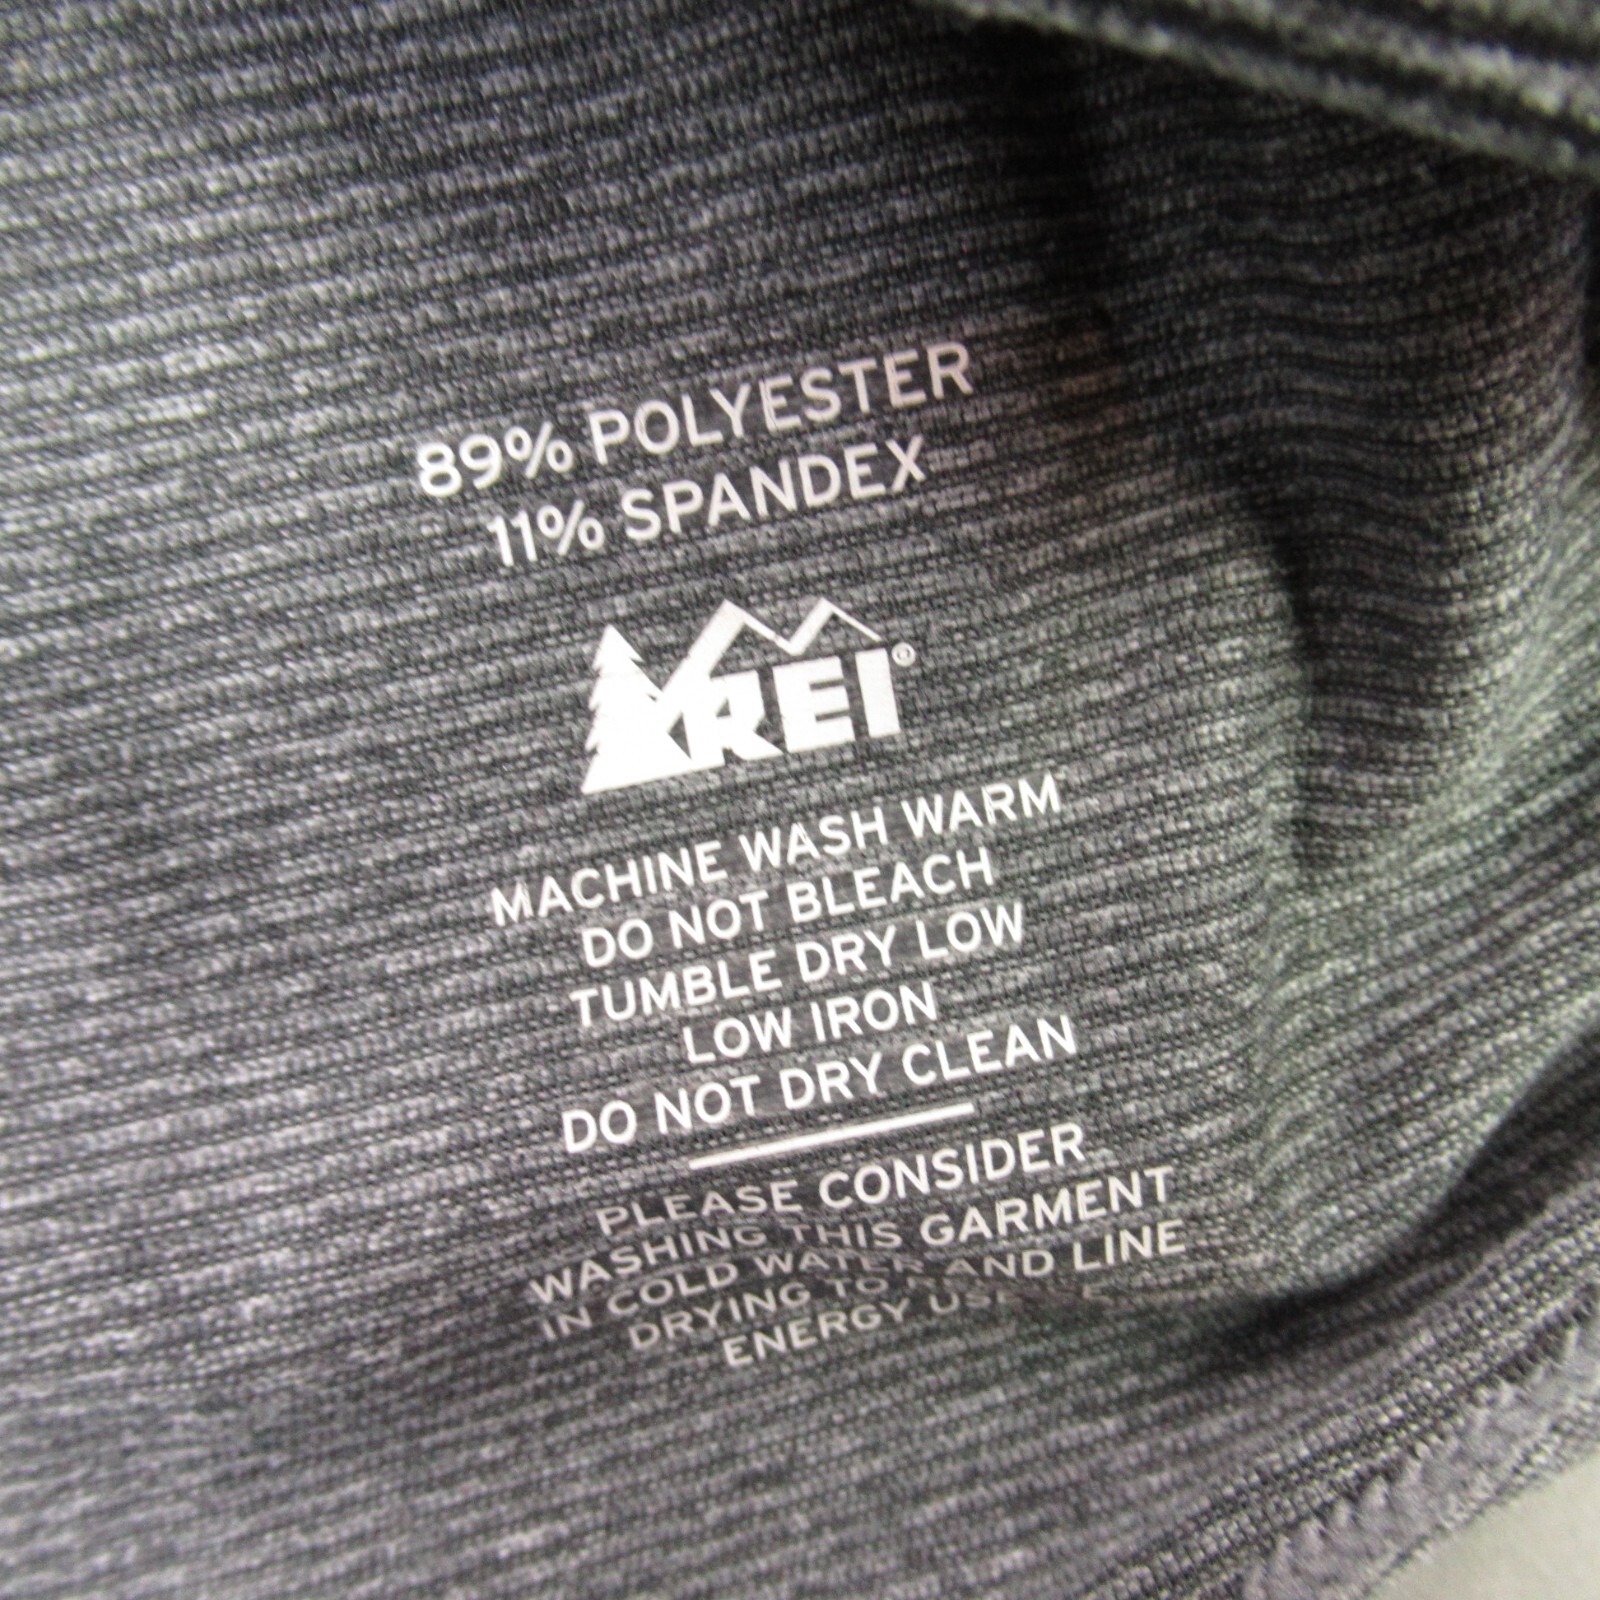 89% POLYESTER
11% SPANDEX
REI®
MACHINE WASH WARM
DO NOT BLEACH
TUMBLE DRY LOW
LOW IRON
DO NOT DRY CLEAN
PLEASE CONSIDER
WASHING THIS GARMENT
IN COLD WATER AND LINE
DRYING TO
ENERGY